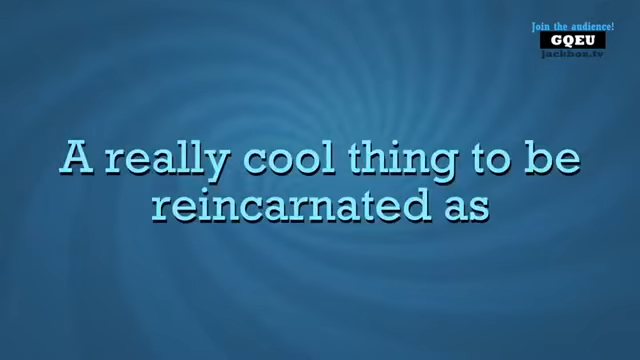 Join the audience!
GQEU
jackbox.tv
A really cool thing to be
reincarnated as